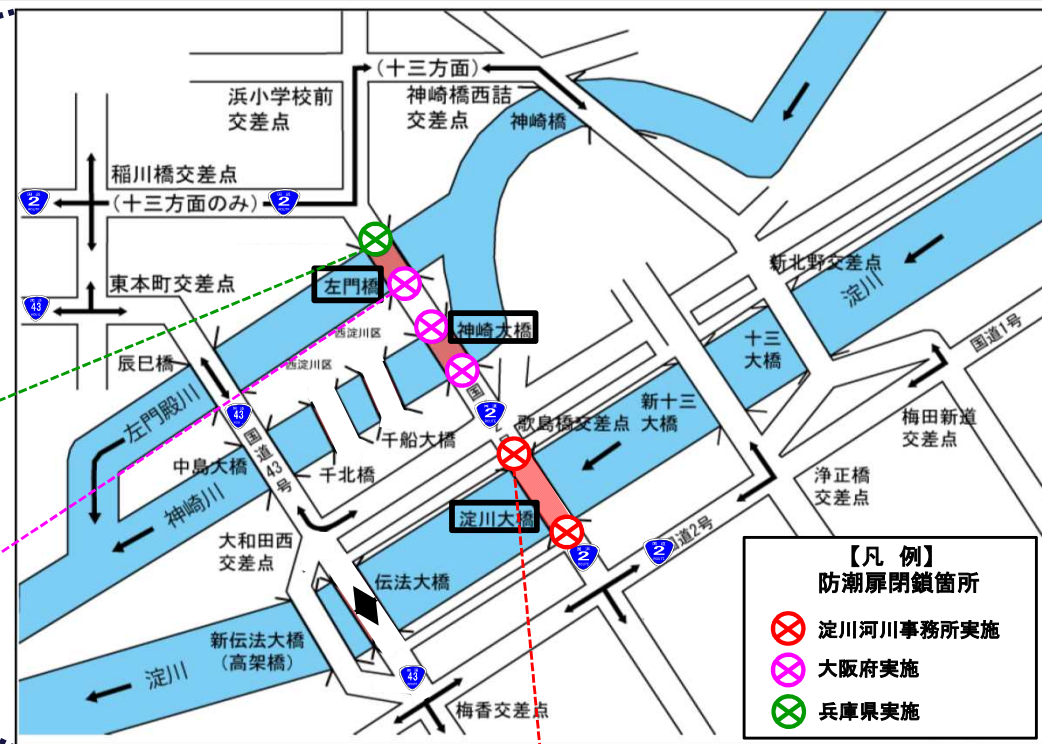 (十三方面)
浜小学校前
交差点
神崎橋西詰
交差点
神崎橋
稲川橋交差点
2
(十三方面のみ)
2
東本町交差点
43
左門橋
西淀川区
神崎大橋
西淀川区
新北野交差点
淀川
十三
大橋
国道1号
辰巳橋
左門殿川
43
国道43号
中島大橋
神崎川
千船大橋
千北橋
国
2
号
歌島橋交差点
新十三
大橋
梅田新道
交差点
浄正橋
交差点
淀川大橋
大和田西
交差点
伝法大橋
2
2
国道2号
新伝法大橋
(高架橋)
淀川
43
梅香交差点
【凡 例】
防潮扉閉鎖箇所
淀川河川事務所実施
大阪府実施
兵庫県実施